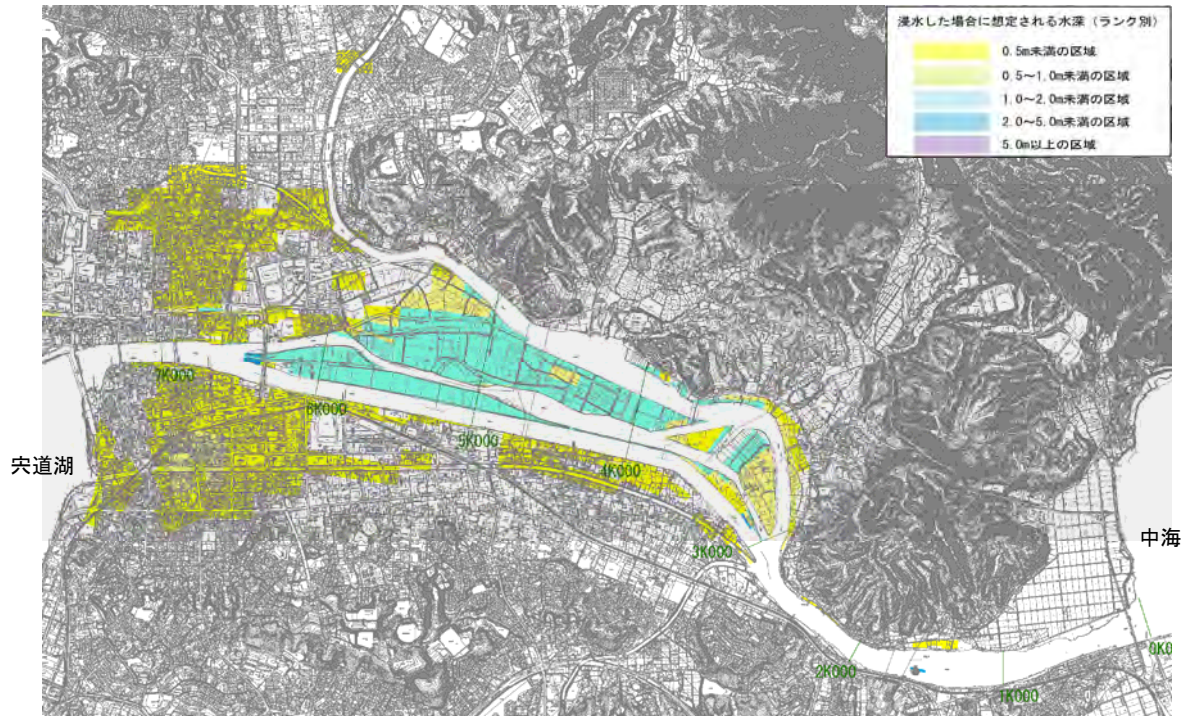 浸水した場合に想定される水深（ランク別）
0.5m未満の区域
0.5～1.0m未満の区域
1.0～2.0m未満の区域
2.0～5.0m未満の区域
5.0m以上の区域
7K000
6K000
5K000
4K000
宍道湖
3K000
中海
2K000
1K000
0K0